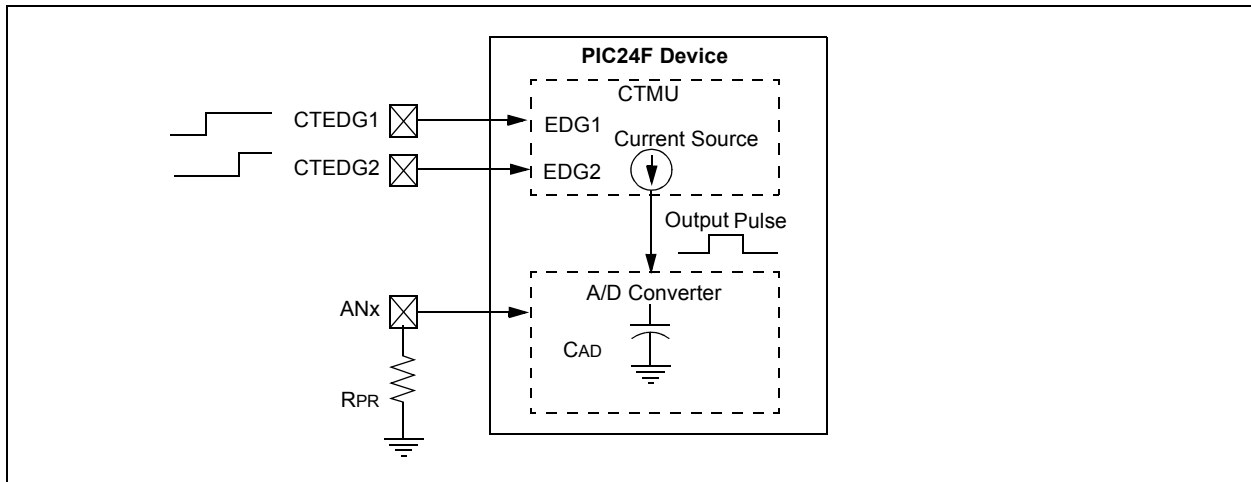 PIC24F Device
CTMU
CTEDG1
EDG1
Current Source
CTEDG2
EDG2
Output Pulse
A/D Converter
ANx
CAD
RPR